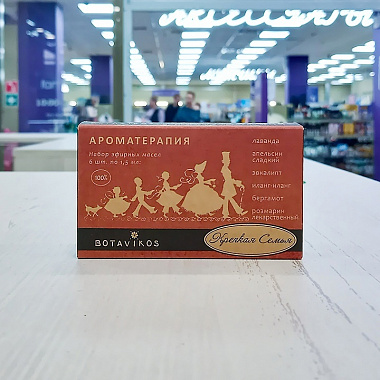 АКСЕССУАРЫ
АРОМАТЕРАПИЯ
Набор эфирных масел
6 шт. по 1,5 мл.
100%
лаванда
апельсин
сладкий
эвкалипт
иланг-иланг
бергамот
розмарин
лекарственный
BOTAVIKOS
Крепкая Семья